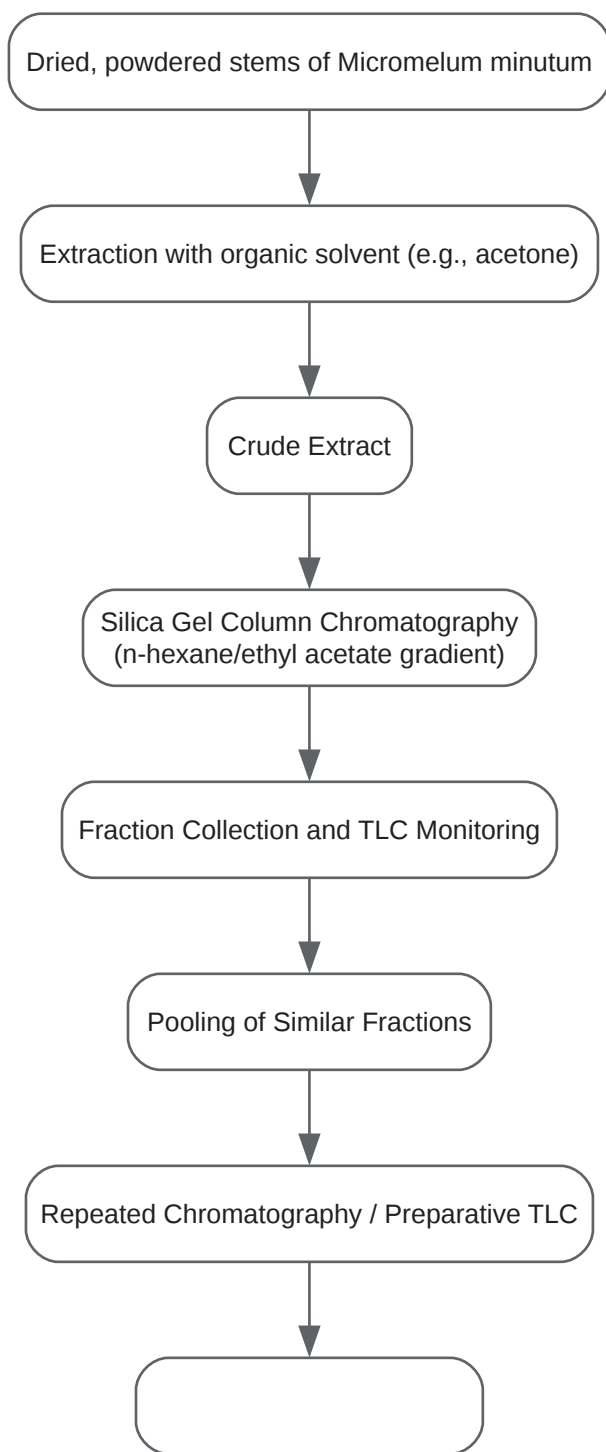 Dried, powdered stems of Micromelum minutum
Extraction with organic solvent (e.g., acetone)
Crude Extract
Silica Gel Column Chromatography
(n-hexane/ethyl acetate gradient)
Fraction Collection and TLC Monitoring
Pooling of Similar Fractions
Repeated Chromatography / Preparative TLC